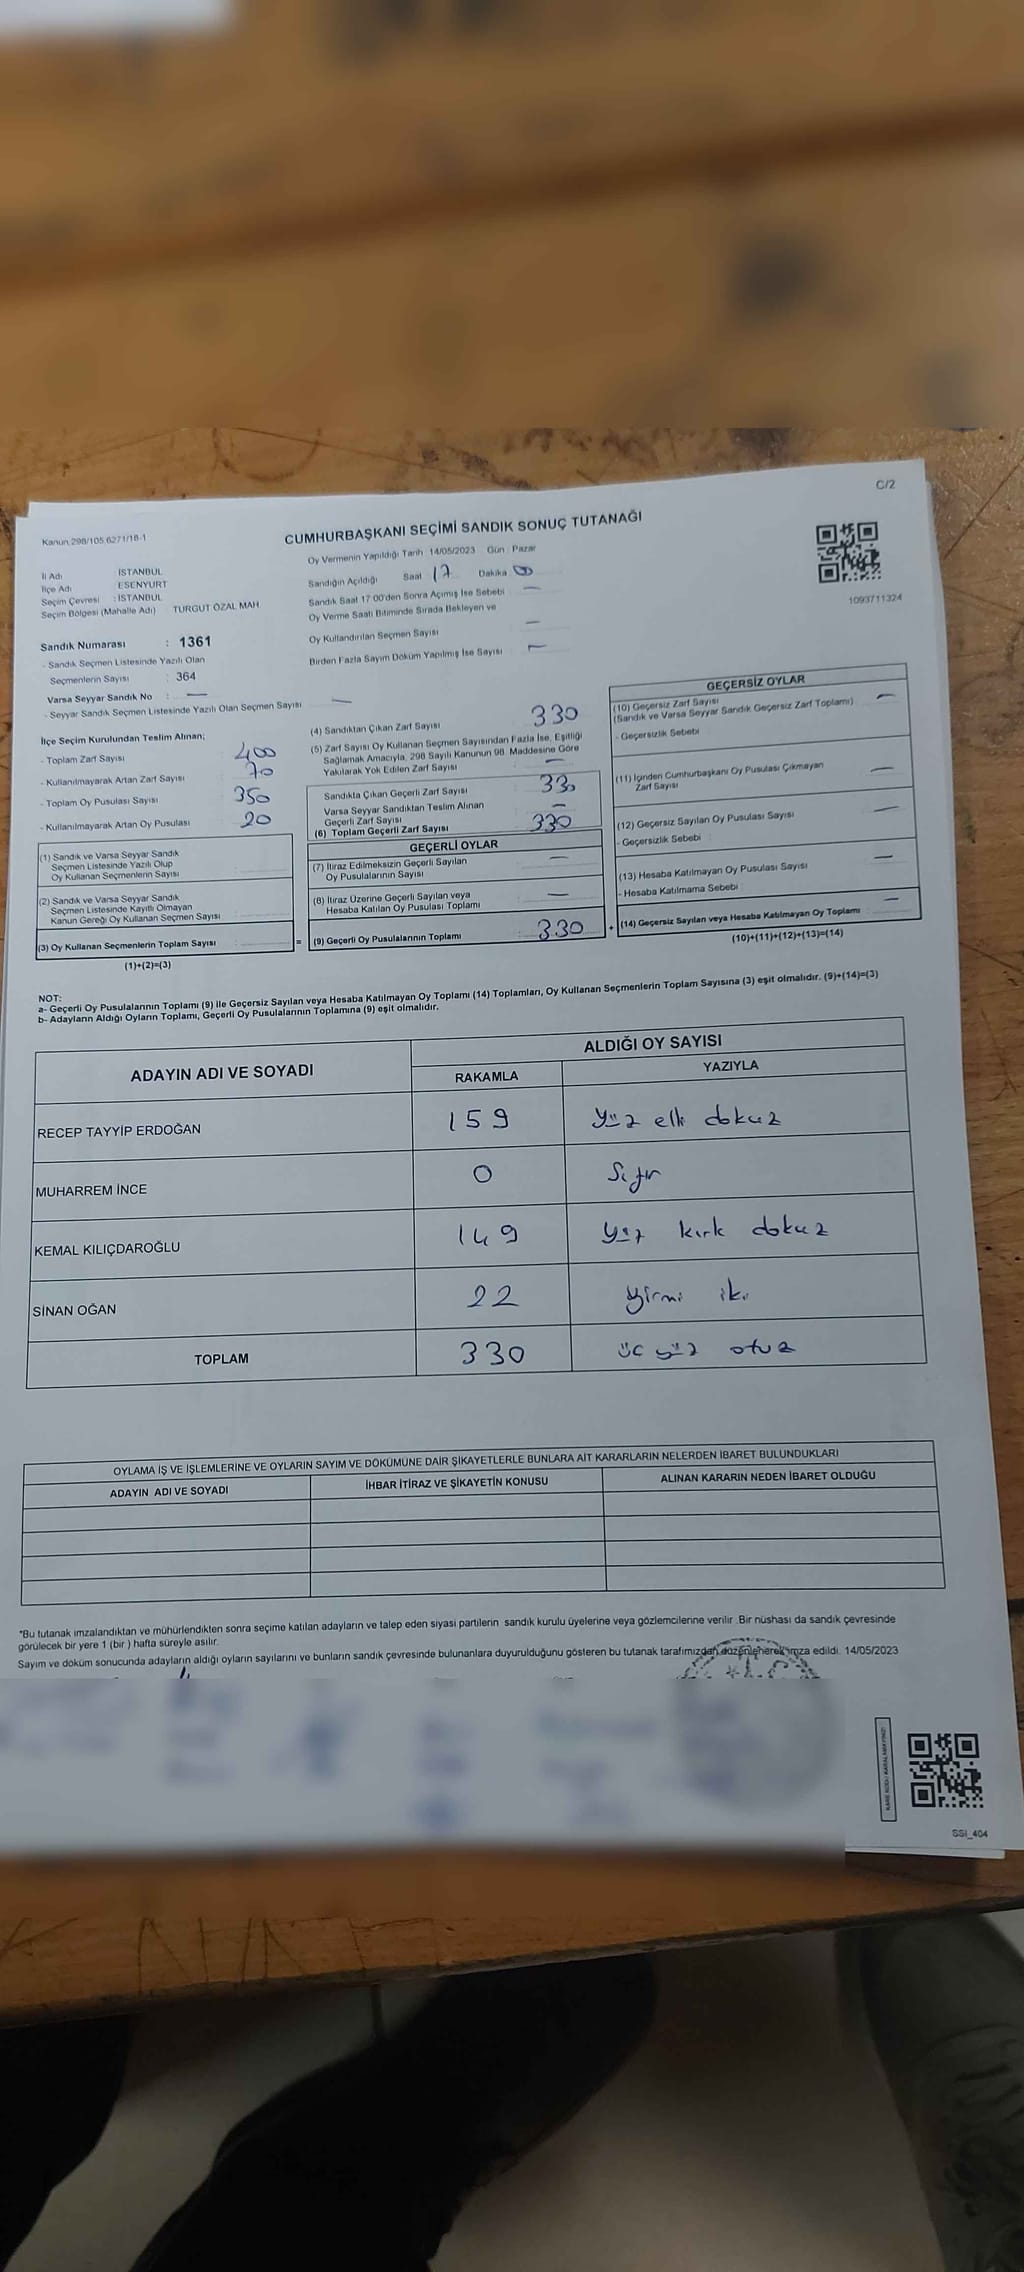 C/2
Kanun:298/105,6271/18-1
CUMHURBAŞKANI SEÇİMİ SANDIK SONUÇ TUTANAĞI
Oy Vermenin Yapıldığı Tarih 14/05/2023 Gün : Pazar
İl Adı : İSTANBUL
İlçe Adı : ESENYURT
Seçim Çevresi : İSTANBUL
Seçim Bölgesi (Mahalle Adı) : TURGUT ÖZAL MAH.
Sandığın Açıldığı Saat 17 Dakika 00
Sandık Saat 17:00'den Sonra Açımış İse Sebebi —
Oy Verme Saati Bitiminde Sırada Bekleyen ve
Oy Kullandırılan Seçmen Sayısı —
Birden Fazla Sayım Döküm Yapılmış İse Sayısı —
1093711324
Sandık Numarası : 1361
- Sandık Seçmen Listesinde Yazılı Olan
Seçmenlerin Sayısı : 364
Varsa Seyyar Sandık No : —
- Seyyar Sandık Seçmen Listesinde Yazılı Olan Seçmen Sayısı —
İlçe Seçim Kurulundan Teslim Alınan;
- Toplam Zarf Sayısı 400
- Kullanılmayarak Artan Zarf Sayısı 70
- Toplam Oy Pusulası Sayısı 350
- Kullanılmayarak Artan Oy Pusulası 20
(1) Sandık ve Varsa Seyyar Sandık
Seçmen Listesinde Yazılı Olup
Oy Kullanan Seçmenlerin Sayısı :
(2) Sandık ve Varsa Seyyar Sandık
Seçmen Listesinde Kayıtlı Olmayan
Kanun Gereği Oy Kullanan Seçmen Sayısı :
(3) Oy Kullanan Seçmenlerin Toplam Sayısı :
(1)+(2)=(3)
(4) Sandıktan Çıkan Zarf Sayısı : 330
(5) Zarf Sayısı Oy Kullanan Seçmen Sayısından Fazla İse, Eşitliği
Sağlamak Amacıyla, 298 Sayılı Kanunun 98. Maddesine Göre
Yakılarak Yok Edilen Zarf Sayısı —
Sandıkta Çıkan Geçerli Zarf Sayısı 330
Varsa Seyyar Sandıktan Teslim Alınan
Geçerli Zarf Sayısı —
(6) Toplam Geçerli Zarf Sayısı : 330
GEÇERLİ OYLAR
(7) İtiraz Edilmeksizin Geçerli Sayılan
Oy Pusulalarının Sayısı —
(8) İtiraz Üzerine Geçerli Sayılan veya
Hesaba Katılan Oy Pusulası Toplamı —
= (9) Geçerli Oy Pusulalarının Toplamı : 330
GEÇERSİZ OYLAR
(10) Geçersiz Zarf Sayısı
(Sandık ve Varsa Seyyar Sandık Geçersiz Zarf Toplamı) —
- Geçersizlik Sebebi
(11) İçinden Cumhurbaşkanı Oy Pusulası Çıkmayan
Zarf Sayısı —
(12) Geçersiz Sayılan Oy Pusulası Sayısı —
- Geçersizlik Sebebi :
(13) Hesaba Katılmayan Oy Pusulası Sayısı —
- Hesaba Katılmama Sebebi
+ (14) Geçersiz Sayılan veya Hesaba Katılmayan Oy Toplamı : —
(10)+(11)+(12)+(13)=(14)
NOT:
a- Geçerli Oy Pusulalarının Toplamı (9) ile Geçersiz Sayılan veya Hesaba Katılmayan Oy Toplamı (14) Toplamları, Oy Kullanan Seçmenlerin Toplam Sayısına (3) eşit olmalıdır. (9)+(14)=(3)
b- Adayların Aldığı Oyların Toplamı, Geçerli Oy Pusulalarının Toplamına (9) eşit olmalıdır.
ADAYIN ADI VE SOYADI ALDIĞI OY SAYISI
RAKAMLA YAZIYLA
RECEP TAYYİP ERDOĞAN 159 yüz elli dokuz
MUHARREM İNCE 0 Sıfır
KEMAL KILIÇDAROĞLU 149 yüz kırk dokuz
SİNAN OĞAN 22 yirmi iki
TOPLAM 330 üç yüz otuz
OYLAMA İŞ VE İŞLEMLERİNE VE OYLARIN SAYIM VE DÖKÜMÜNE DAİR ŞİKAYETLERLE BUNLARA AİT KARARLARIN NELERDEN İBARET BULUNDUKLARI
ADAYIN ADI VE SOYADI İHBAR İTİRAZ VE ŞİKAYETİN KONUSU ALINAN KARARIN NEDEN İBARET OLDUĞU
*Bu tutanak imzalandıktan ve mühürlendikten sonra seçime katılan adayların ve talep eden siyasi partilerin sandık kurulu üyelerine veya gözlemcilerine verilir .Bir nüshası da sandık çevresinde
görülecek bir yere 1 (bir ) hafta süreyle asılır.
Sayım ve döküm sonucunda adayların aldığı oyların sayılarını ve bunların sandık çevresinde bulunanlara duyurulduğunu gösteren bu tutanak tarafımızdan düzenlenerek imza edildi. 14/05/2023
SSI_404